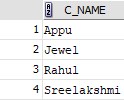 C_NAME
1 Appu
2 Jewel
3 Rahul
4 Sreelakshmi